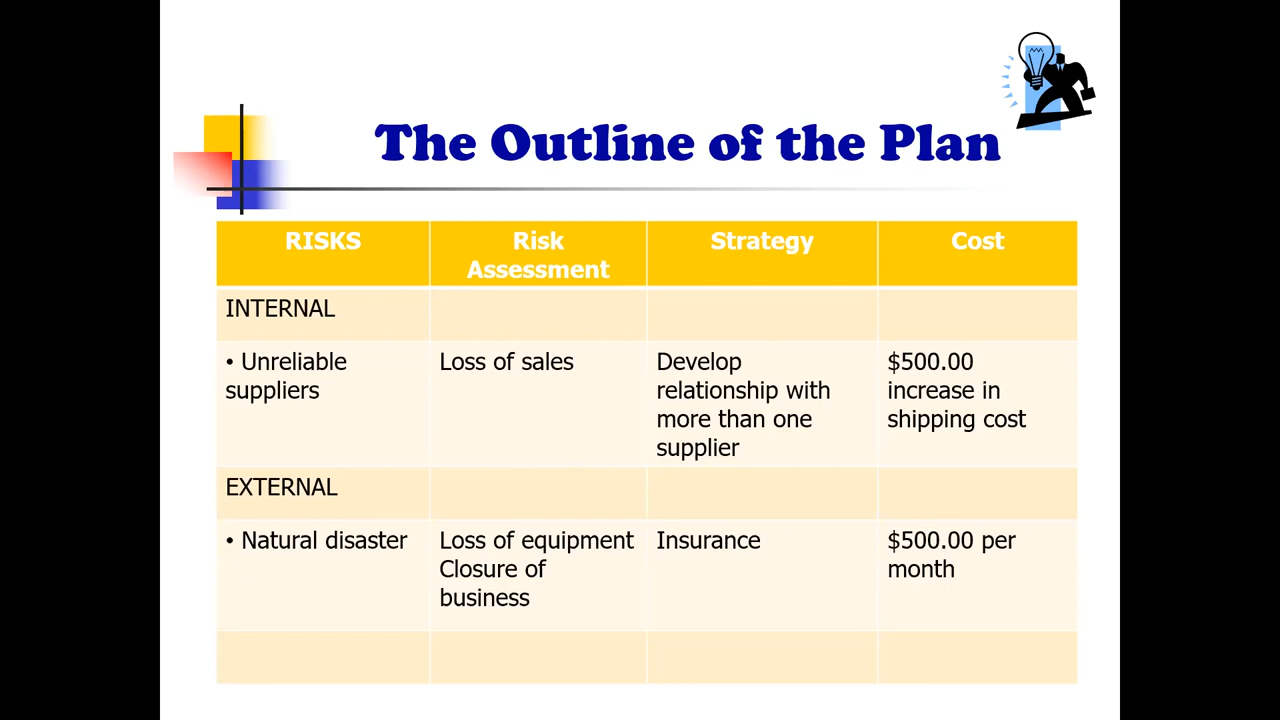 The Outline of the Plan
RISKS
Risk
Assessment
Strategy
Cost
INTERNAL
• Unreliable
suppliers
Loss of sales
Develop
relationship with
more than one
supplier
$500.00
increase in
shipping cost
EXTERNAL
• Natural disaster
Loss of equipment
Closure of
business
Insurance
$500.00 per
month